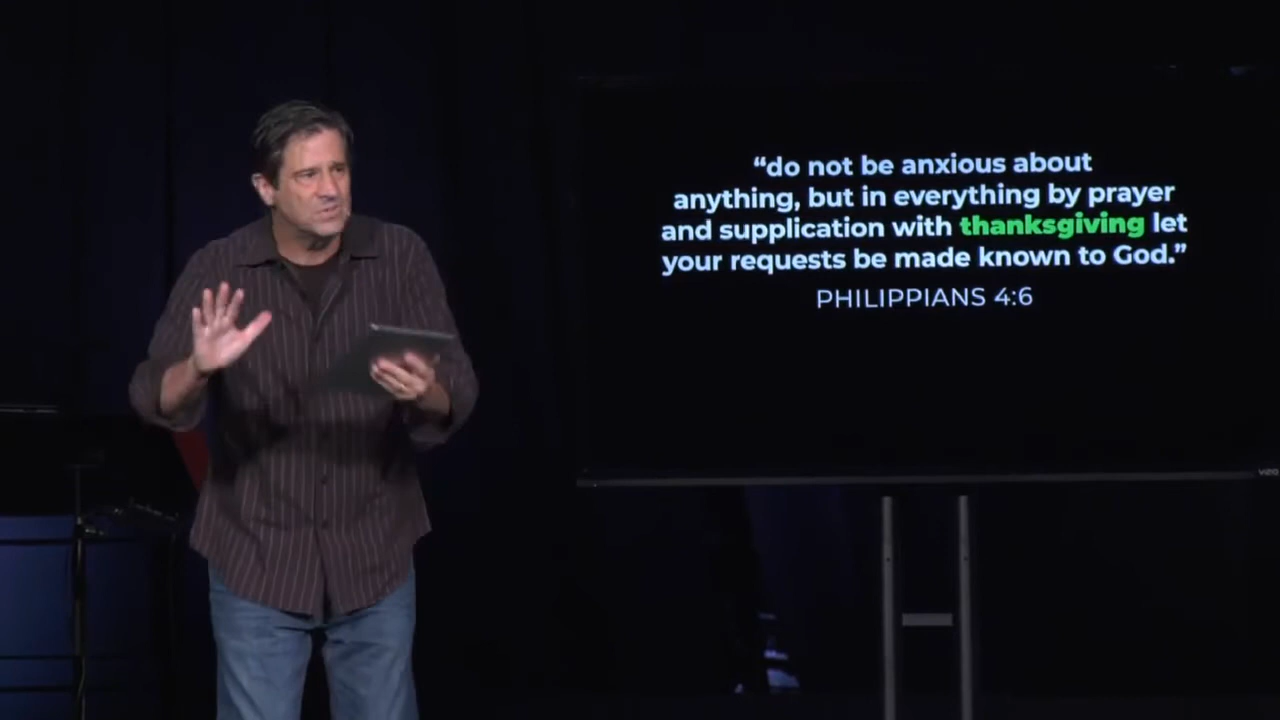 “do not be anxious about
anything, but in everything by prayer
and supplication with thanksgiving let
your requests be made known to God.”
PHILIPPIANS 4:6